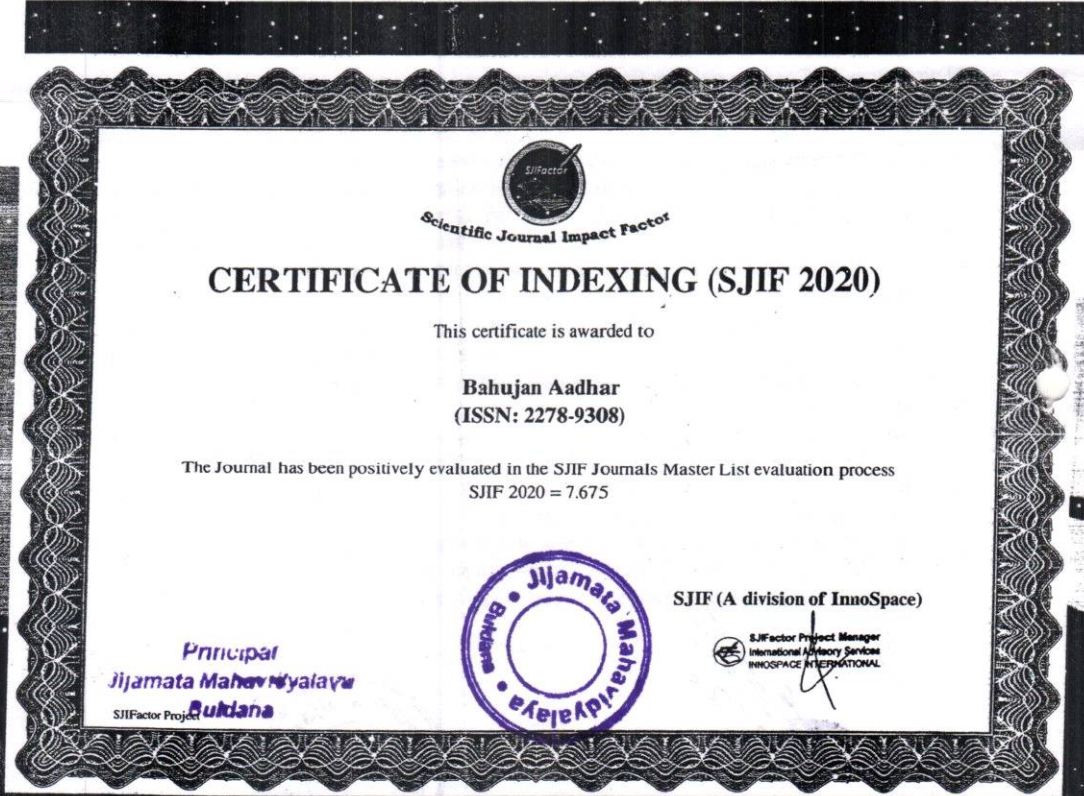 SJIFactor
Scientific Journal Impact Factor
CERTIFICATE OF INDEXING (SJIF 2020)
This certificate is awarded to
Bahujan Aadhar
(ISSN: 2278-9308)
The Journal has been positively evaluated in the SJIF Journals Master List evaluation process
SJIF 2020 = 7.675
Jijamata Mahavidyalaya • Buldana •
SJIF (A division of InnoSpace)
SJIFactor Project Manager
International Advisory Services
INNOSPACE INTERNATIONAL
Principal
Jijamata Mahavidyalaya
Buldana
SJIFactor Project